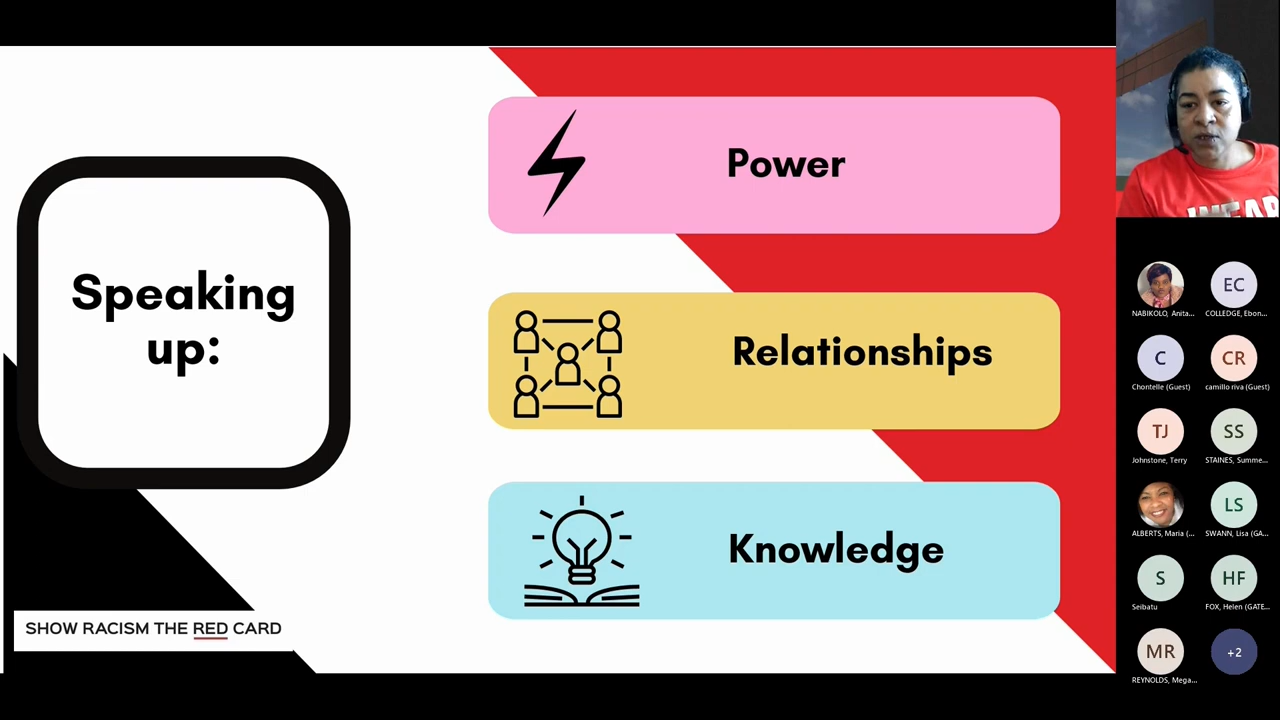 Speaking
up:
Power
Relationships
Knowledge
SHOW RACISM THE RED CARD
WEAR
EC
NABIKOLO, Anita...
COLLEDGE, Ebon...
C
CR
Chontelle (Guest)
camillo riva (Guest)
TJ
SS
Johnstone, Terry
STAINES, Summe...
LS
ALBERTS, Maria (...
SWANN, Lisa (GA...
S
HF
Seibatu
FOX, Helen (GATE...
MR
+2
REYNOLDS, Mega...